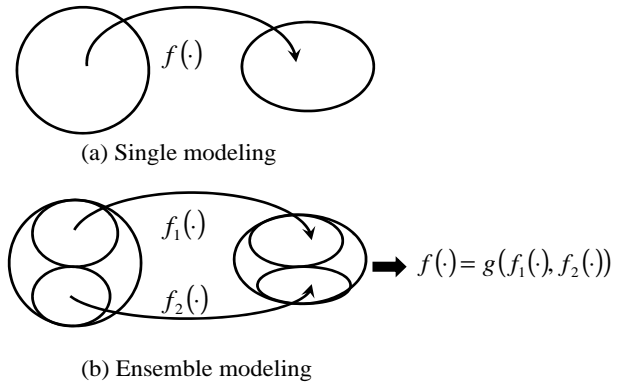 f(·)
(a) Single modeling
f₁(·)
f(·) = g(f₁(·), f₂(·))
f₂(·)
(b) Ensemble modeling